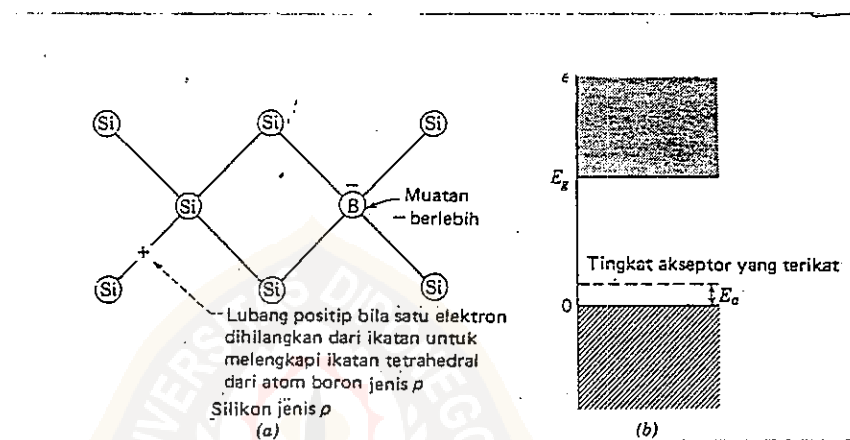 Si
Si
Si
Si
−
B
Muatan
− berlebih
+
Si
Si
Si
Lubang positip bila satu elektron
dihilangkan dari ikatan untuk
melengkapi ikatan tetrahedral
dari atom boron jenis p
Silikon jenis p
(a)
ϵ
E_g
Tingkat akseptor yang terikat
E_a
0
(b)